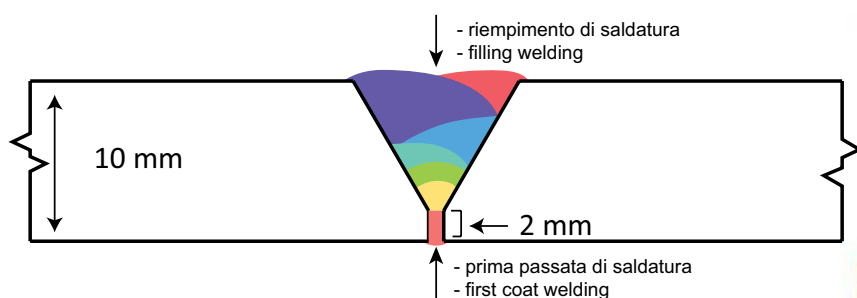 - riempimento di saldatura
- filling welding
10 mm
2 mm
- prima passata di saldatura
- first coat welding